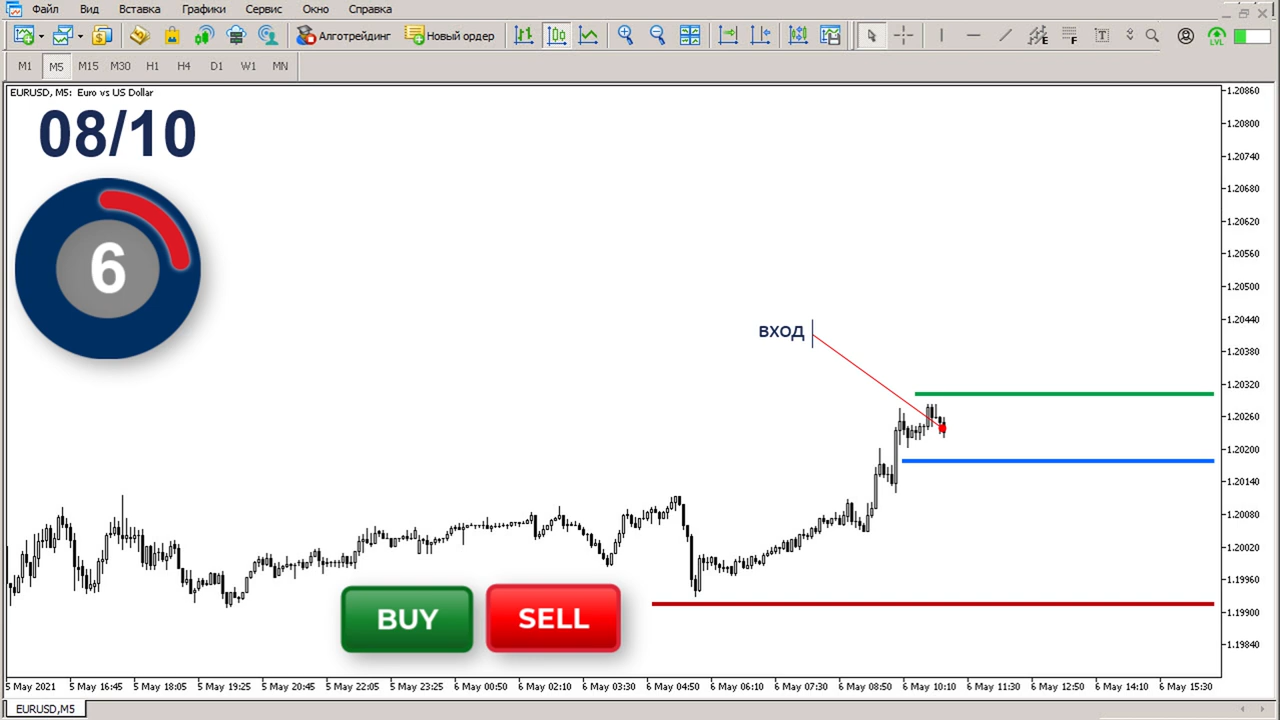 Файл Вид Вставка Графики Сервис Окно Справка
Алготрейдинг Новый ордер E F T LVL
M1 M5 M15 M30 H1 H4 D1 W1 MN
EURUSD, M5: Euro vs US Dollar
08/10
6
ВХОД
BUY SELL
1.20860
1.20800
1.20740
1.20680
1.20620
1.20560
1.20500
1.20440
1.20380
1.20320
1.20260
1.20200
1.20140
1.20080
1.20020
1.19960
1.19900
1.19840
5 May 2021 5 May 16:45 5 May 18:05 5 May 19:25 5 May 20:45 5 May 22:05 5 May 23:25 6 May 00:50 6 May 02:10 6 May 03:30 6 May 04:50 6 May 06:10 6 May 07:30 6 May 08:50 6 May 10:10 6 May 11:30 6 May 12:50 6 May 14:10 6 May 15:30
EURUSD,M5